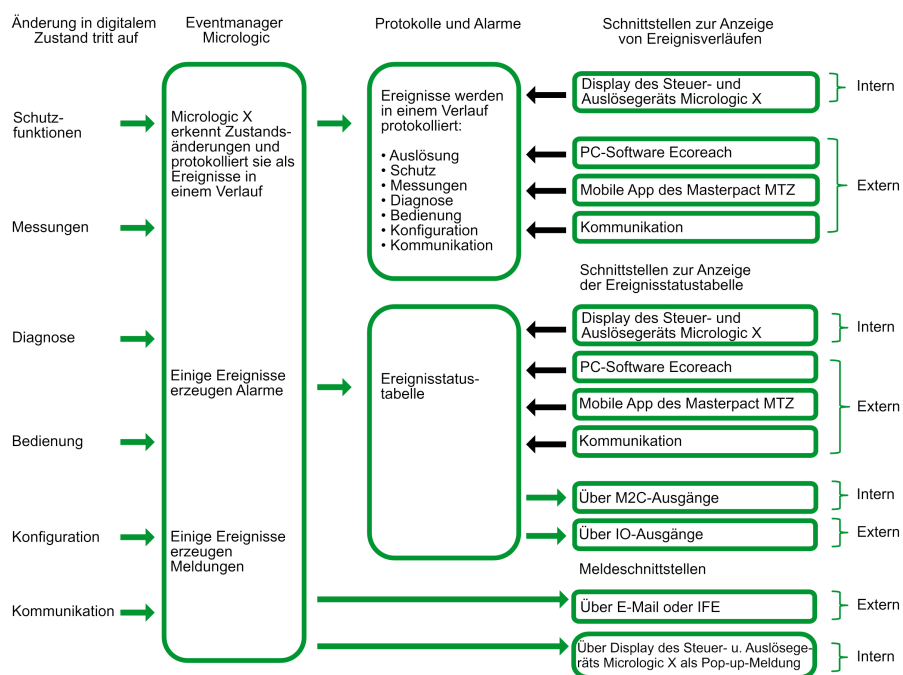 Änderung in digitalem
Zustand tritt auf
Eventmanager
Micrologic
Protokolle und Alarme
Schnittstellen zur Anzeige
von Ereignisverläufen
Schutz-
funktionen
Messungen
Diagnose
Bedienung
Konfiguration
Kommunikation
Micrologic X
erkennt Zustands-
änderungen und
protokolliert sie als
Ereignisse in
einem Verlauf
Einige Ereignisse
erzeugen Alarme
Einige Ereignisse
erzeugen
Meldungen
Ereignisse werden
in einem Verlauf
protokolliert:
• Auslösung
• Schutz
• Messungen
• Diagnose
• Bedienung
• Konfiguration
• Kommunikation
Ereignisstatus-
tabelle
Display des Steuer- und
Auslösegeräts Micrologic X
Intern
PC-Software Ecoreach
Mobile App des Masterpact MTZ
Extern
Kommunikation
Schnittstellen zur Anzeige
der Ereignisstatustabelle
Display des Steuer- und
Auslösegeräts Micrologic X
Intern
PC-Software Ecoreach
Mobile App des Masterpact MTZ
Extern
Kommunikation
Über M2C-Ausgänge
Intern
Über IO-Ausgänge
Extern
Meldeschnittstellen
Über E-Mail oder IFE
Extern
Über Display des Steuer- u. Auslösege-
räts Micrologic X als Pop-up-Meldung
Intern